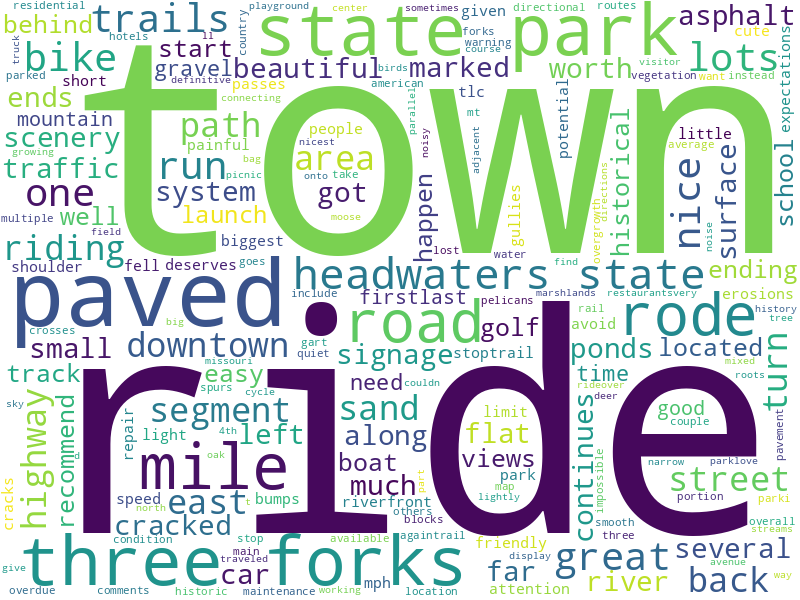 residential playground center sometimes directional routes
behind trails hotels country state park forks warning course cute asphalt
truck bike start ll given visitor expectations
parked short gravel beautiful marked worth lots
definitive passes birds american vegetation want instead
ends connecting tlc
mountain path people parallel mt potential little
scenery painful nicest area noisy adjacent average
growing bag onto take
traffic run picnic got
town
one system moose happen gullies overgrowth directions historical nice surface school
multiple well launch
field biggest lost water find noise
riding
shoulder fell deserves goes headwaters state ending
paved include firstlast pelicans marshlands restaurantsvery erosions
crosses big road golf rail avoid rode history tree
small downtown gart quiet signage stoptrail ponds located
missouri
track easy need couldn time rideover mixed turn
spurs cycle deer roots
highway recommend sky segment sand limit good
repair light 4th left along flat couple pavement
ride
d oak boat views continues impossible narrow parklove
mile much park street
cracks speed east bumps part map portion parki
north t riverfront lightly smooth overall
cracked others blocks friendly three several
condition stop available againtrail display avenue streams
three forks main car traveled far great river back way
give mph attention
overdue comments historic maintenance working location